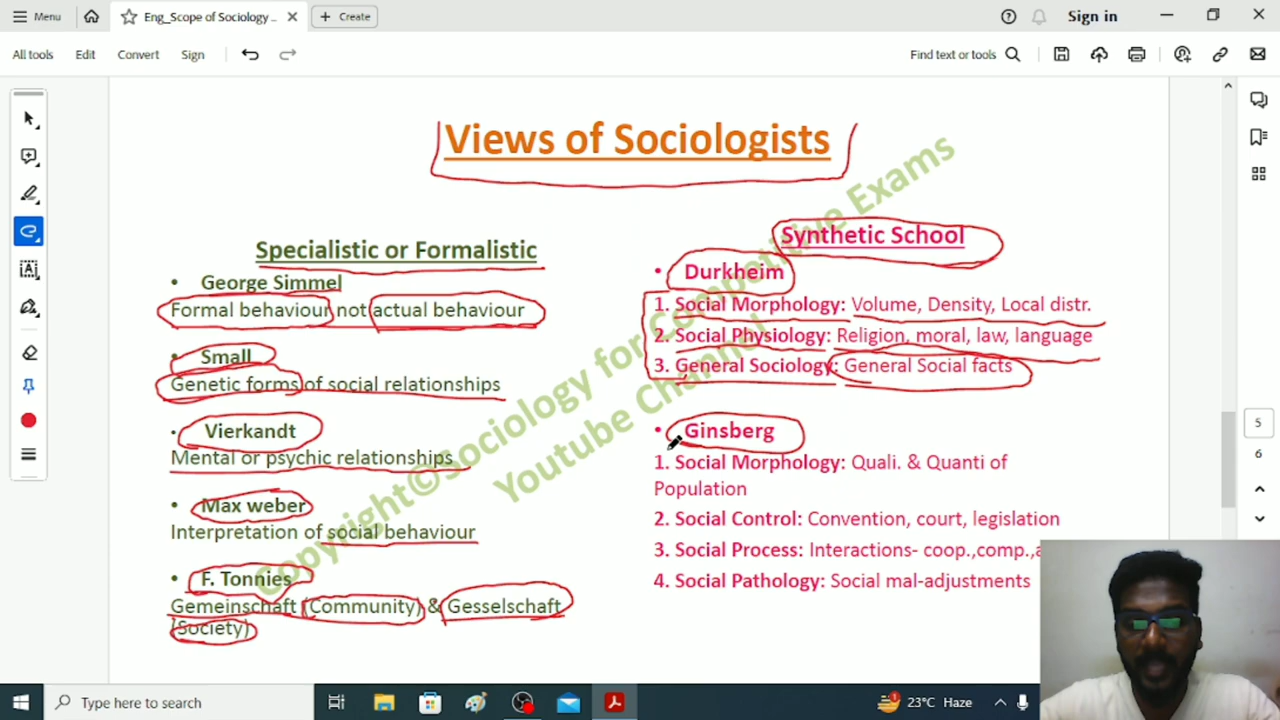 Menu
Eng_Scope of Sociology ...
Create
Sign in
All tools
Edit
Convert
Sign
Find text or tools
Views of Sociologists
Specialistic or Formalistic
• George Simmel
Formal behaviour not actual behaviour
• Small
Genetic forms of social relationships
• Vierkandt
Mental or psychic relationships
• Max weber
Interpretation of social behaviour
• F. Tonnies
Gemeinschaft (Community) & Gesselschaft
(Society)
Synthetic School
• Durkheim
1. Social Morphology: Volume, Density, Local distr.
2. Social Physiology: Religion, moral, law, language
3. General Sociology: General Social facts
• Ginsberg
1. Social Morphology: Quali. & Quanti of
Population
2. Social Control: Convention, court, legislation
3. Social Process: Interactions- coop.,comp.,
4. Social Pathology: Social mal-adjustments
Copyright©Sociology for Competitive Exams
Youtube Channel
5
6
Type here to search
23°C Haze